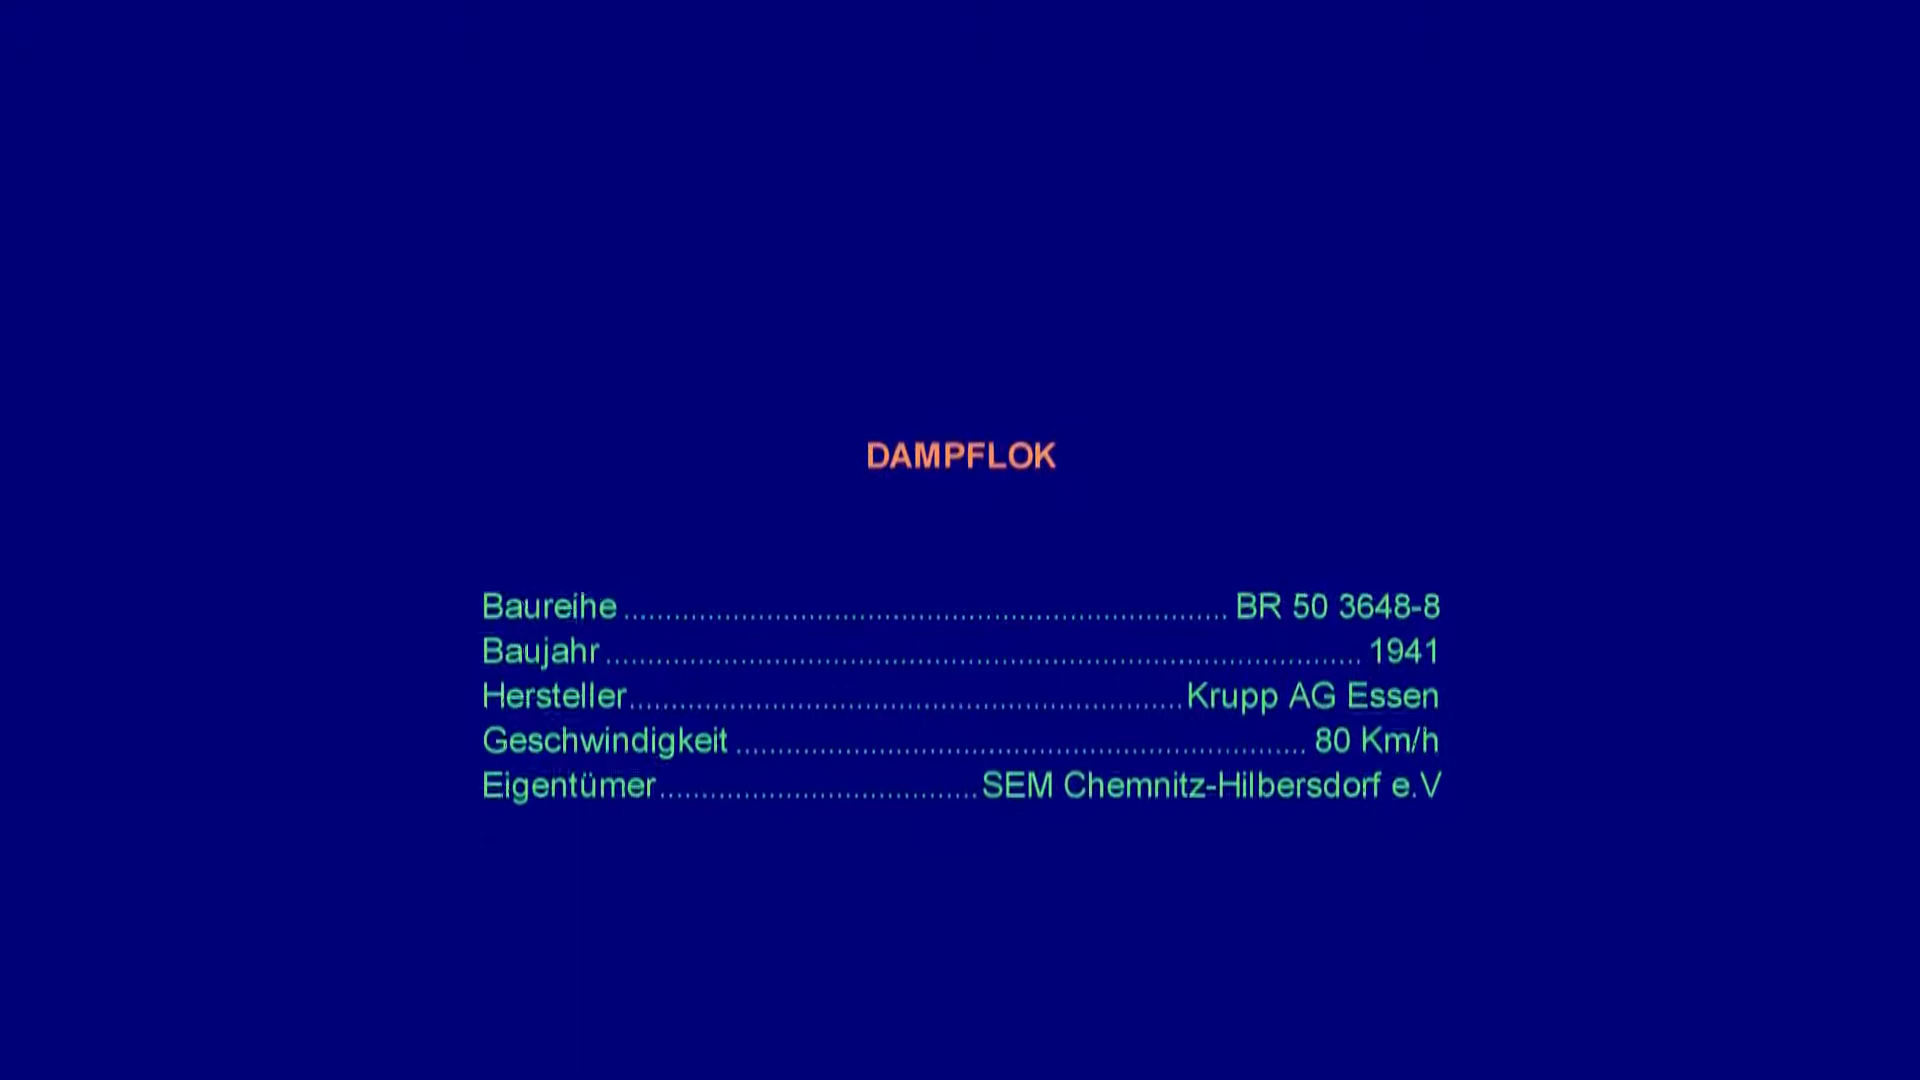 DAMPFLOK
Baureihe ........................................................................ BR 50 3648-8
Baujahr .......................................................................................... 1941
Hersteller.................................................................. Krupp AG Essen
Geschwindigkeit .................................................................... 80 Km/h
Eigentümer...................................... SEM Chemnitz-Hilbersdorf e.V